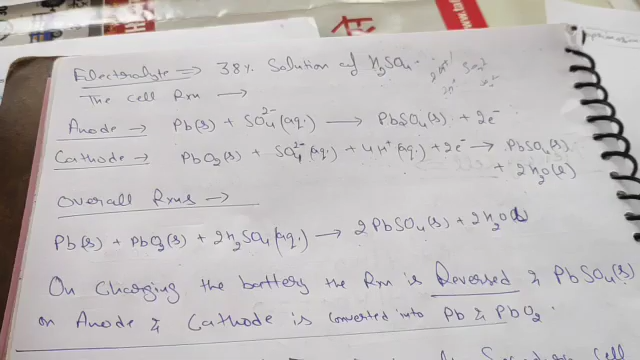 Electrolyte ⇒ 38% Solution of H2SO4.
The cell Rxn →
Anode → Pb(s) + SO4^2-(aq.) → PbSO4(s) + 2e-
Cathode → PbO2(s) + SO4^2-(aq.) + 4H+(aq.) + 2e- → PbSO4(s)
+ 2H2O(l)
Overall Rxns →
Pb(s) + PbO2(s) + 2H2SO4(aq.) → 2PbSO4(s) + 2H2O(l)
On Charging the battery the Rxn is Reversed & PbSO4(s)
on Anode & Cathode is converted into Pb & PbO2.